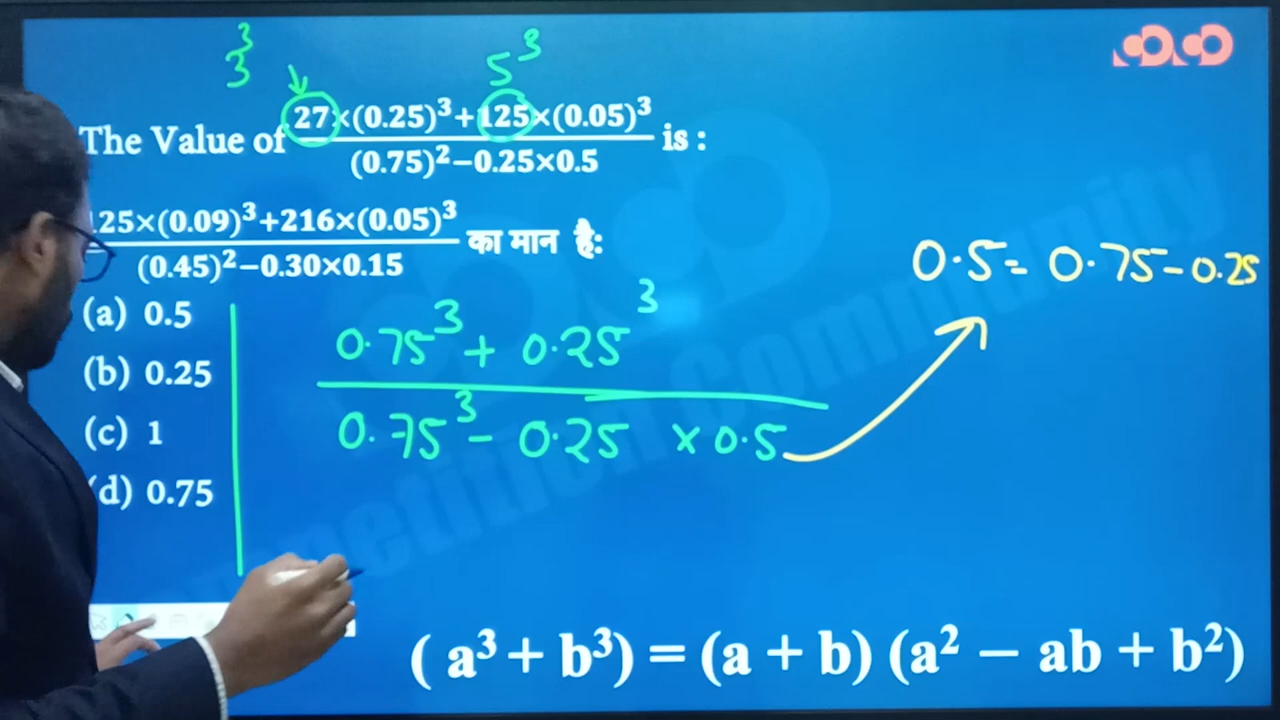 3
3
5³
The Value of 27×(0.25)³+125×(0.05)³ / (0.75)²−0.25×0.5 is :
25×(0.09)³+216×(0.05)³ / (0.45)²−0.30×0.15 का मान है:
(a) 0.5
(b) 0.25
(c) 1
(d) 0.75
0.75³ + 0.25³
0.75³ - 0.25 × 0.5
0.5 = 0.75 - 0.25
( a³ + b³) = (a + b) (a² − ab + b²)